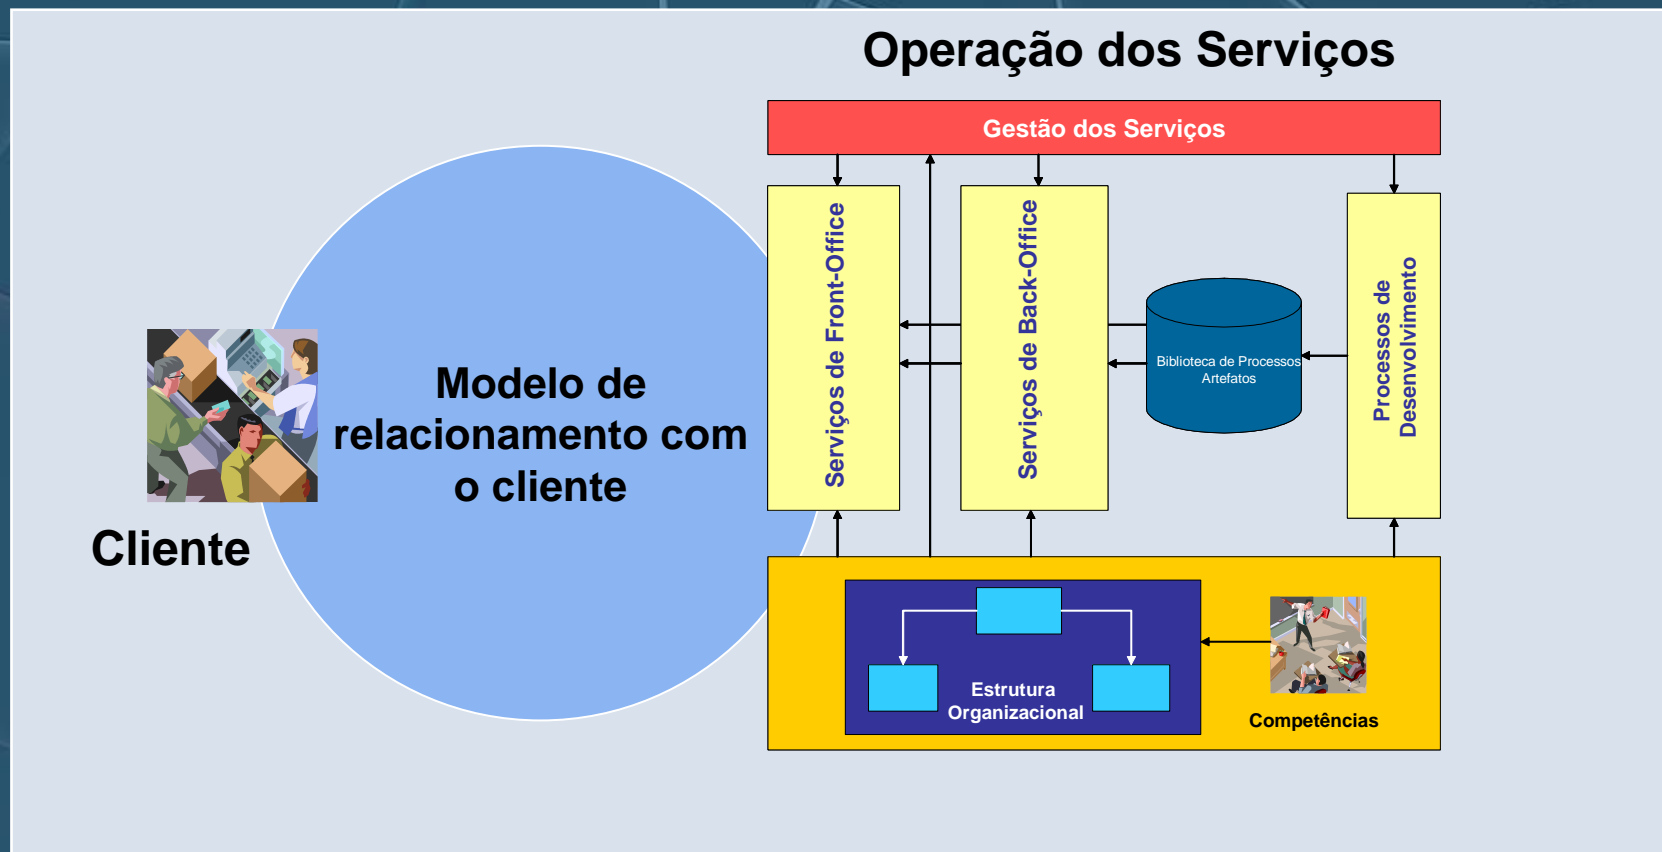 Operação dos Serviços
Gestão dos Serviços
Serviços de Front-Office
Serviços de Back-Office
Biblioteca de Processos
Artefatos
Processos de
Desenvolvimento
Modelo de
relacionamento com
o cliente
Cliente
Estrutura
Organizacional
Competências